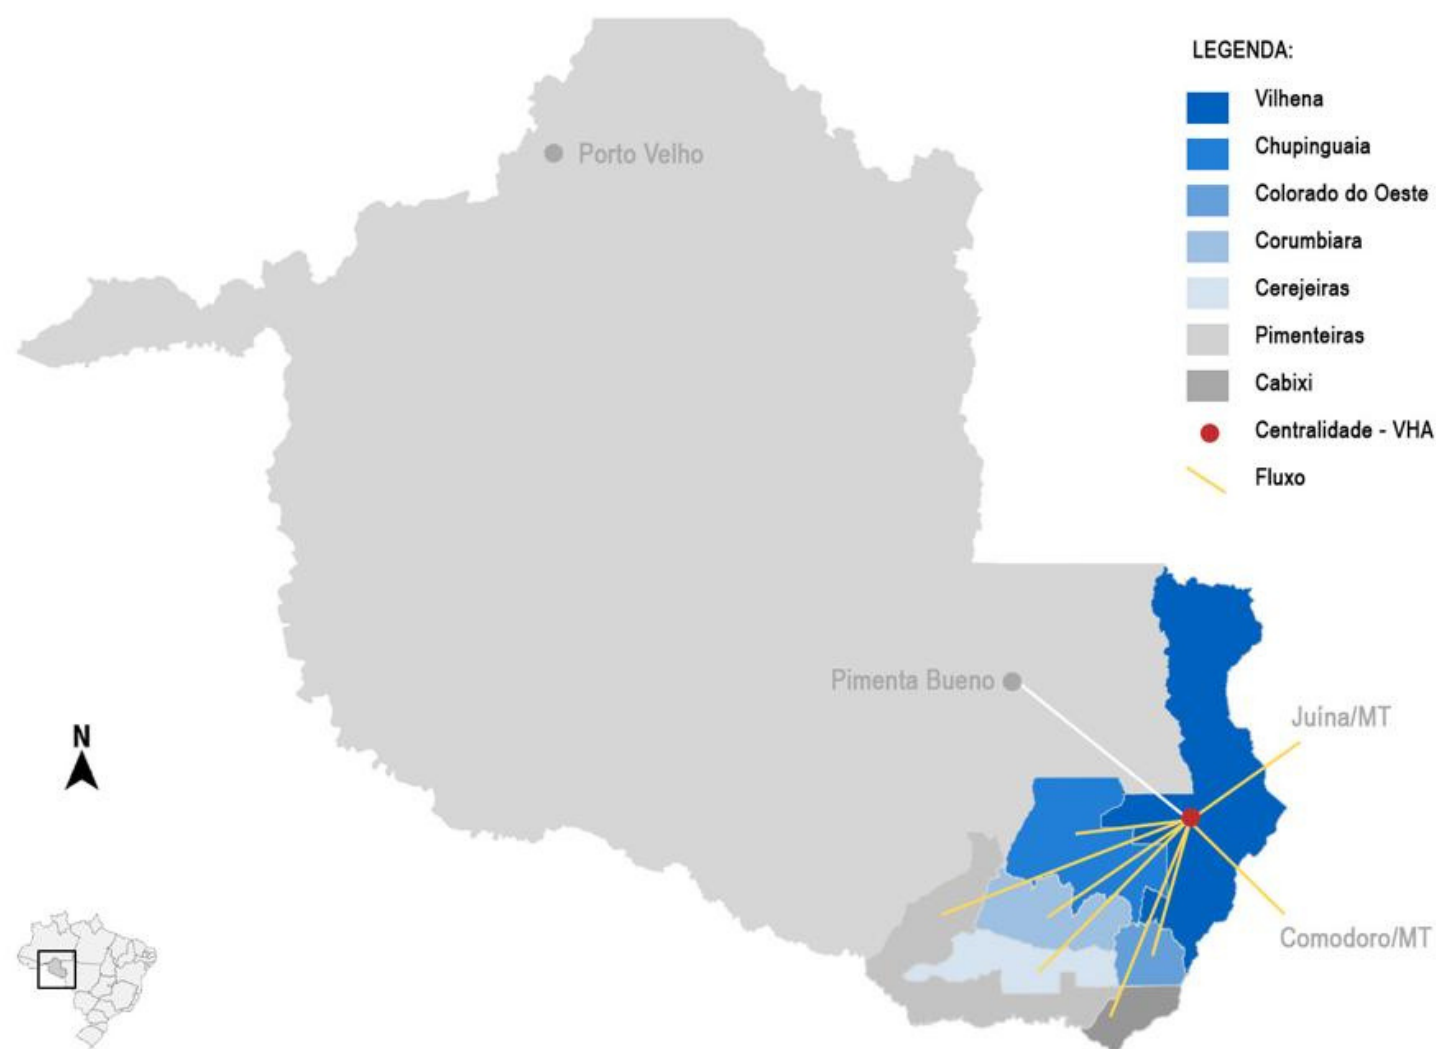 LEGENDA:
Vilhena
Chupinguaia
Colorado do Oeste
Corumbiara
Cerejeiras
Pimenteiras
Cabixi
Centralidade - VHA
Fluxo
Porto Velho
Pimenta Bueno
Juína/MT
N
Comodoro/MT